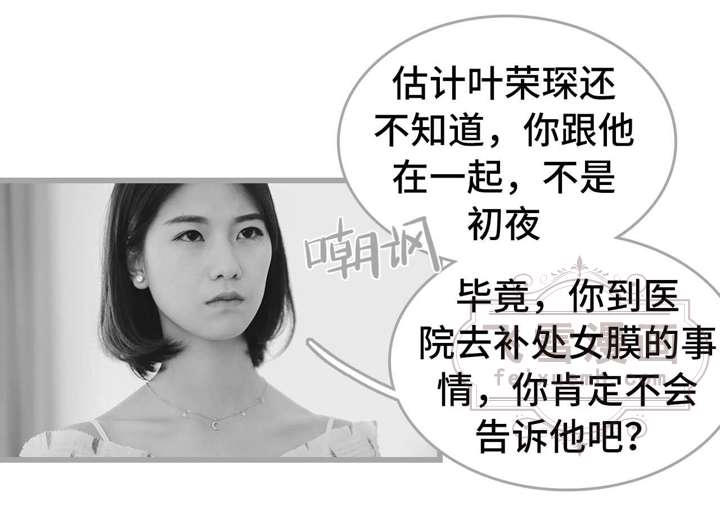 估计叶荣琛还
不知道，你跟他
在一起，不是
初夜
嘲讽
毕竟，你到医
院去补处女膜的事
情，你肯定不会
告诉他吧？
feixuemh.com